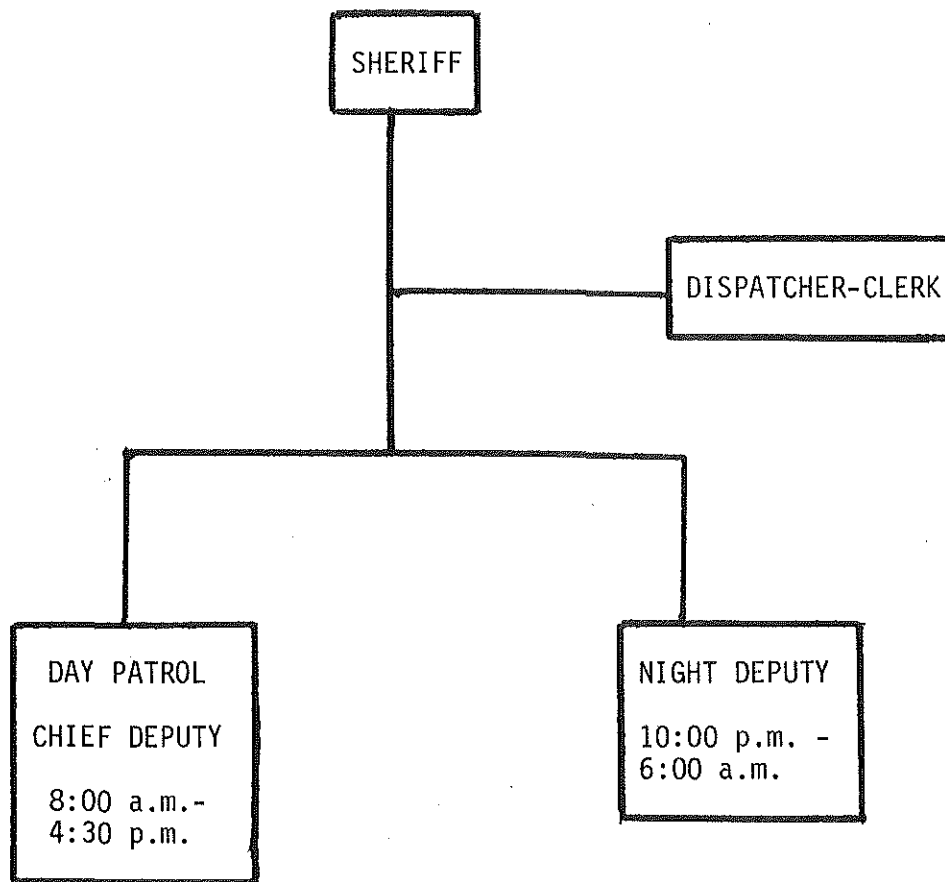 SHERIFF
DISPATCHER-CLERK
DAY PATROL
CHIEF DEPUTY
8:00 a.m.-
4:30 p.m.
NIGHT DEPUTY
10:00 p.m. -
6:00 a.m.